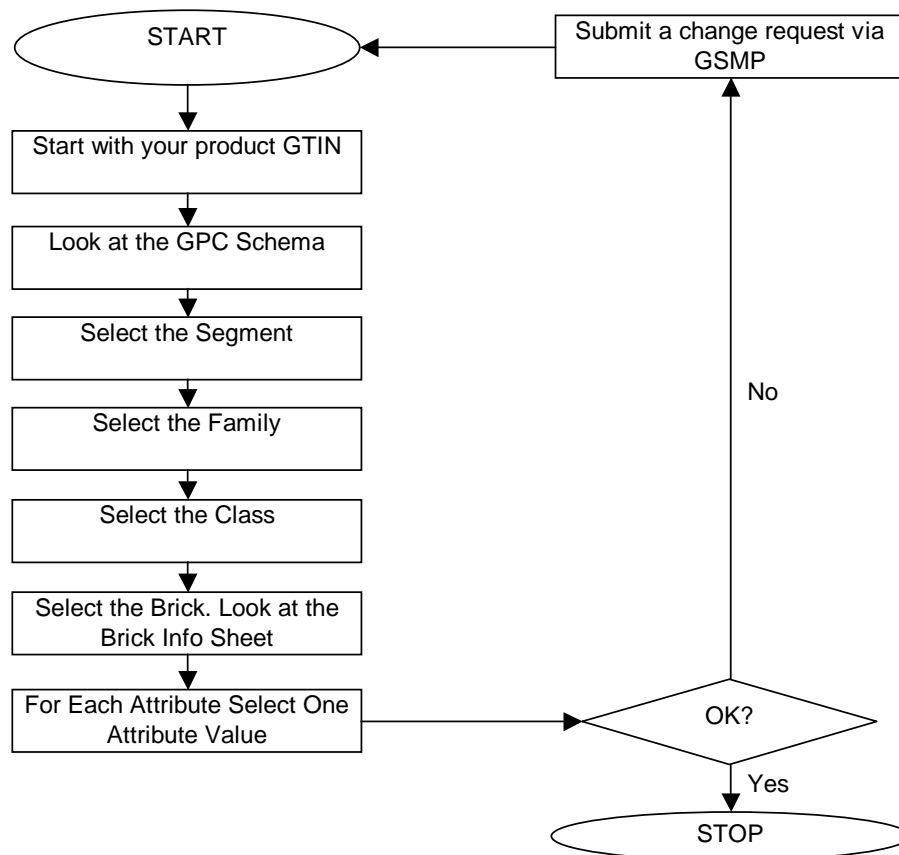 START
Submit a change request via
GSMP
Start with your product GTIN
Look at the GPC Schema
Select the Segment
Select the Family
Select the Class
Select the Brick. Look at the
Brick Info Sheet
For Each Attribute Select One
Attribute Value
OK?
No
Yes
STOP